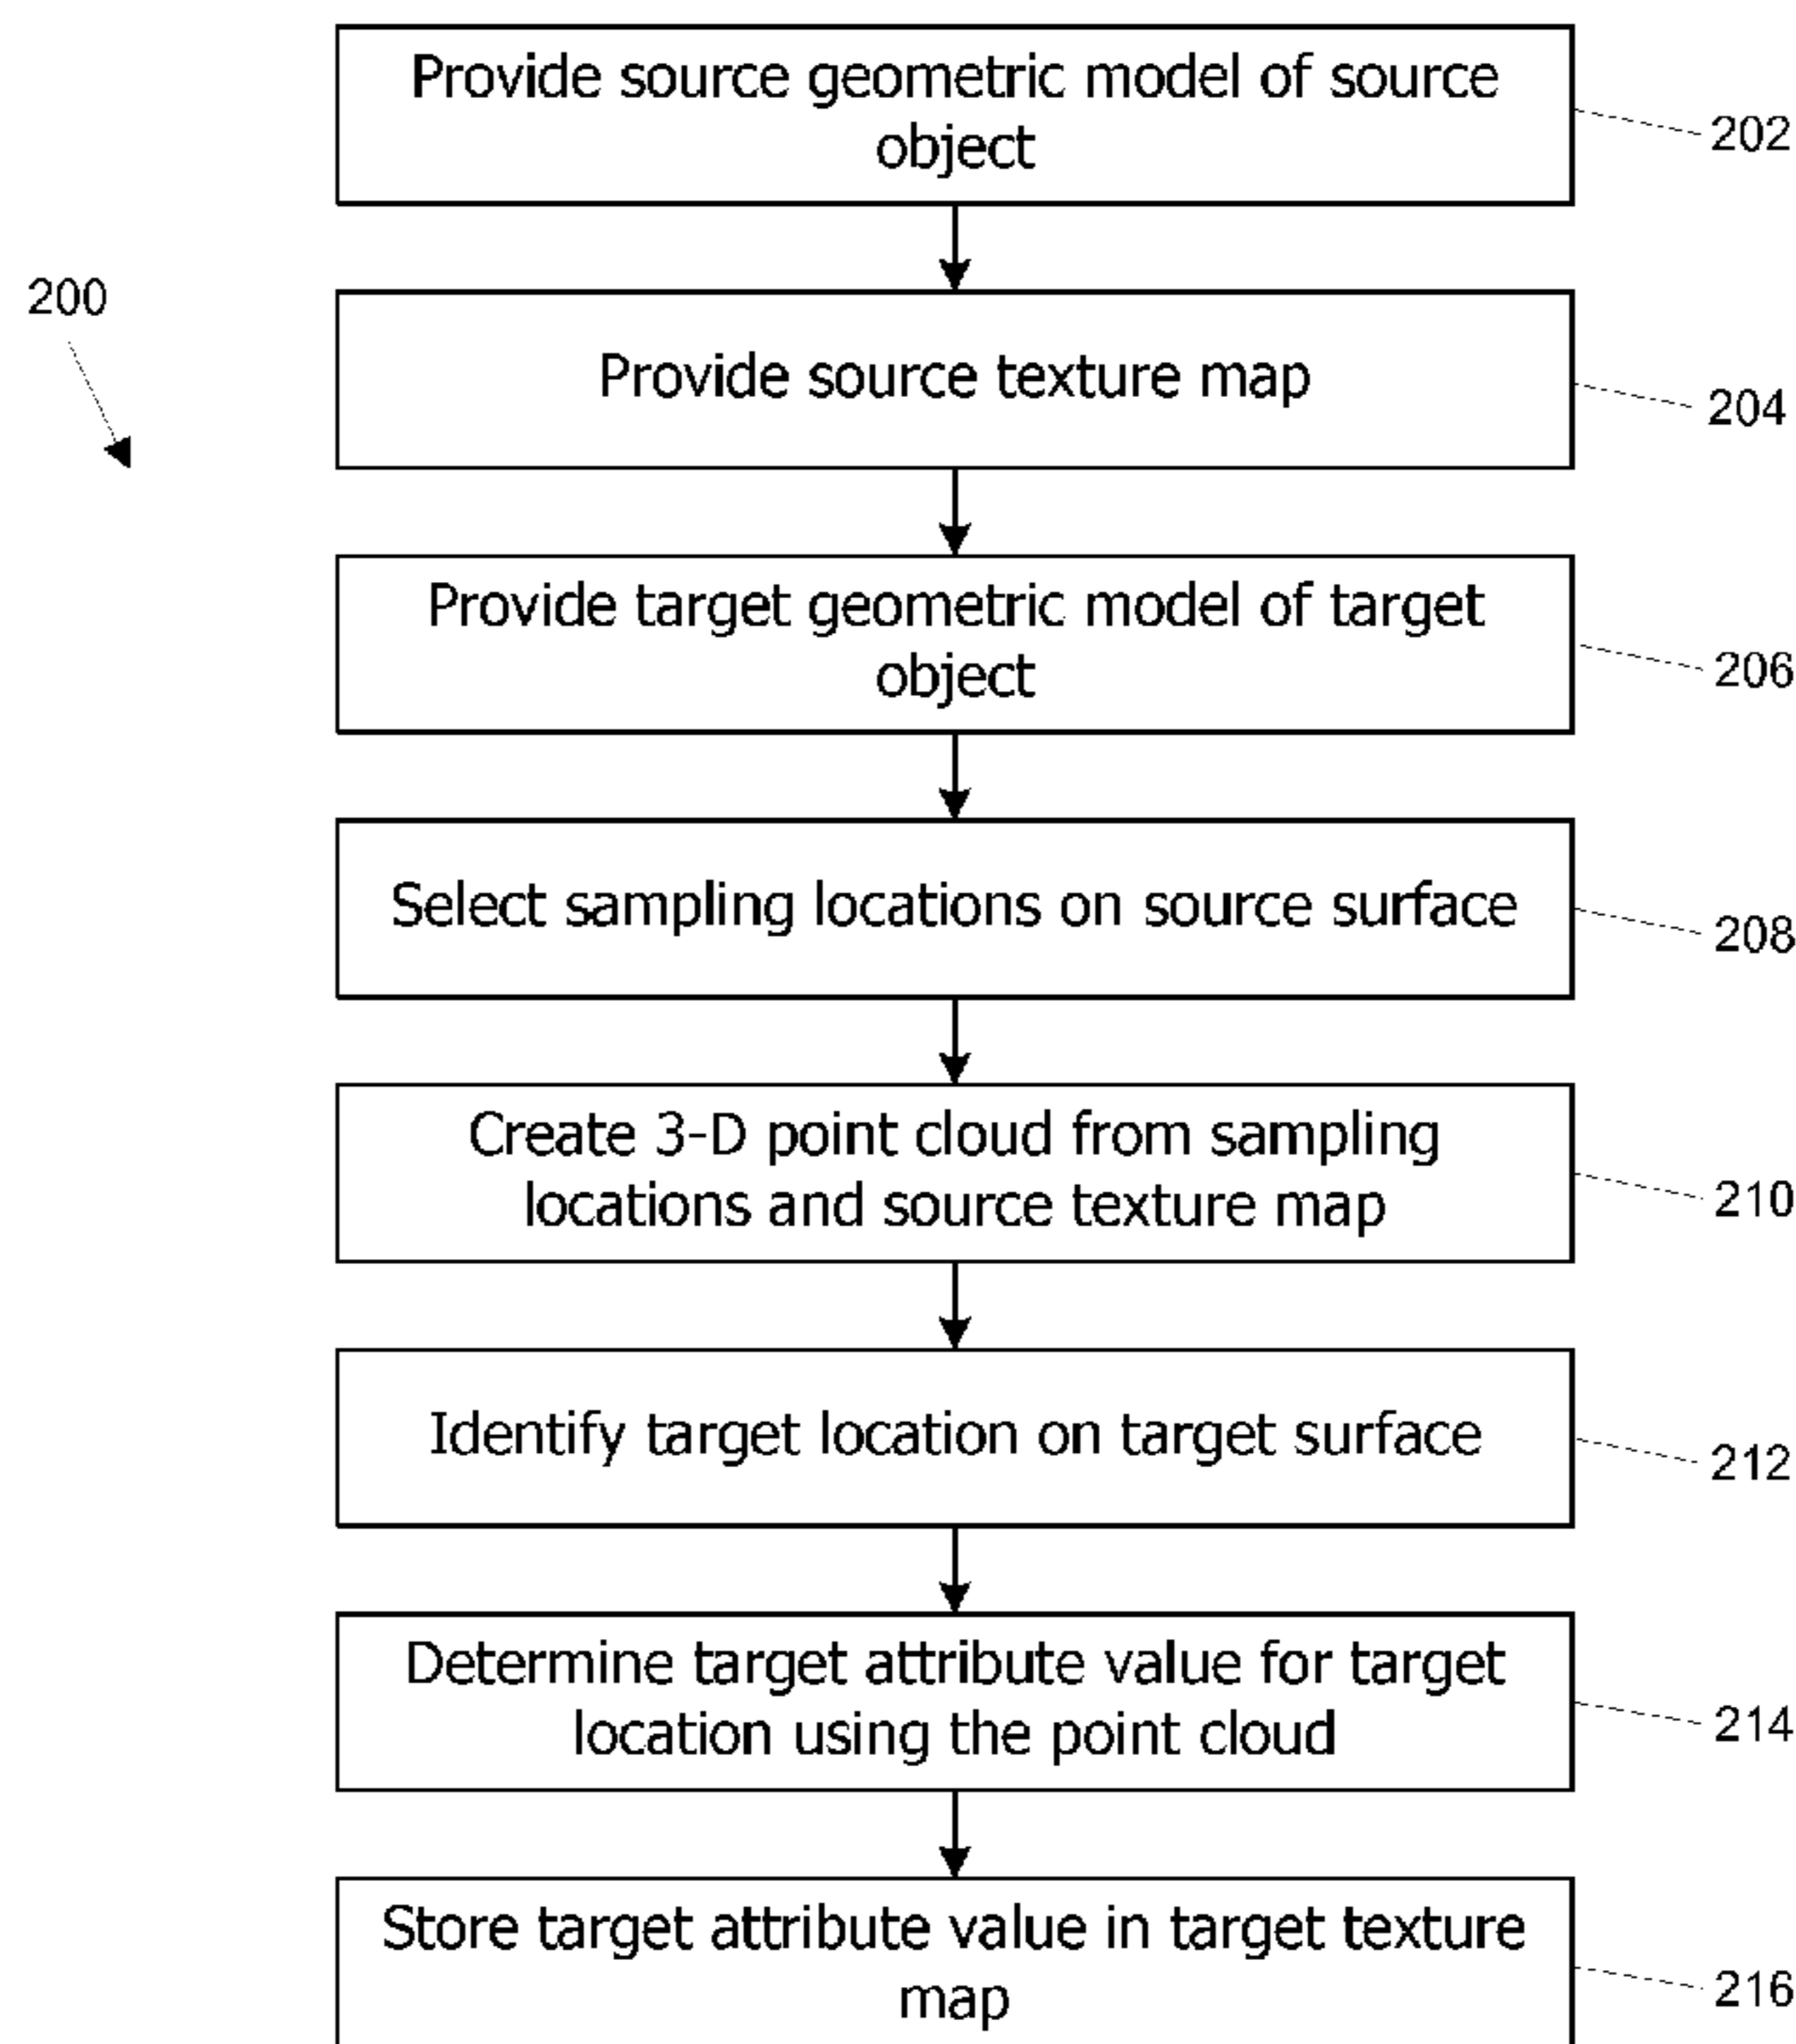 Provide source geometric model of source
object
202
200
Provide source texture map
204
Provide target geometric model of target
object
206
Select sampling locations on source surface
208
Create 3-D point cloud from sampling
locations and source texture map
210
Identify target location on target surface
212
Determine target attribute value for target
location using the point cloud
214
Store target attribute value in target texture
map
216